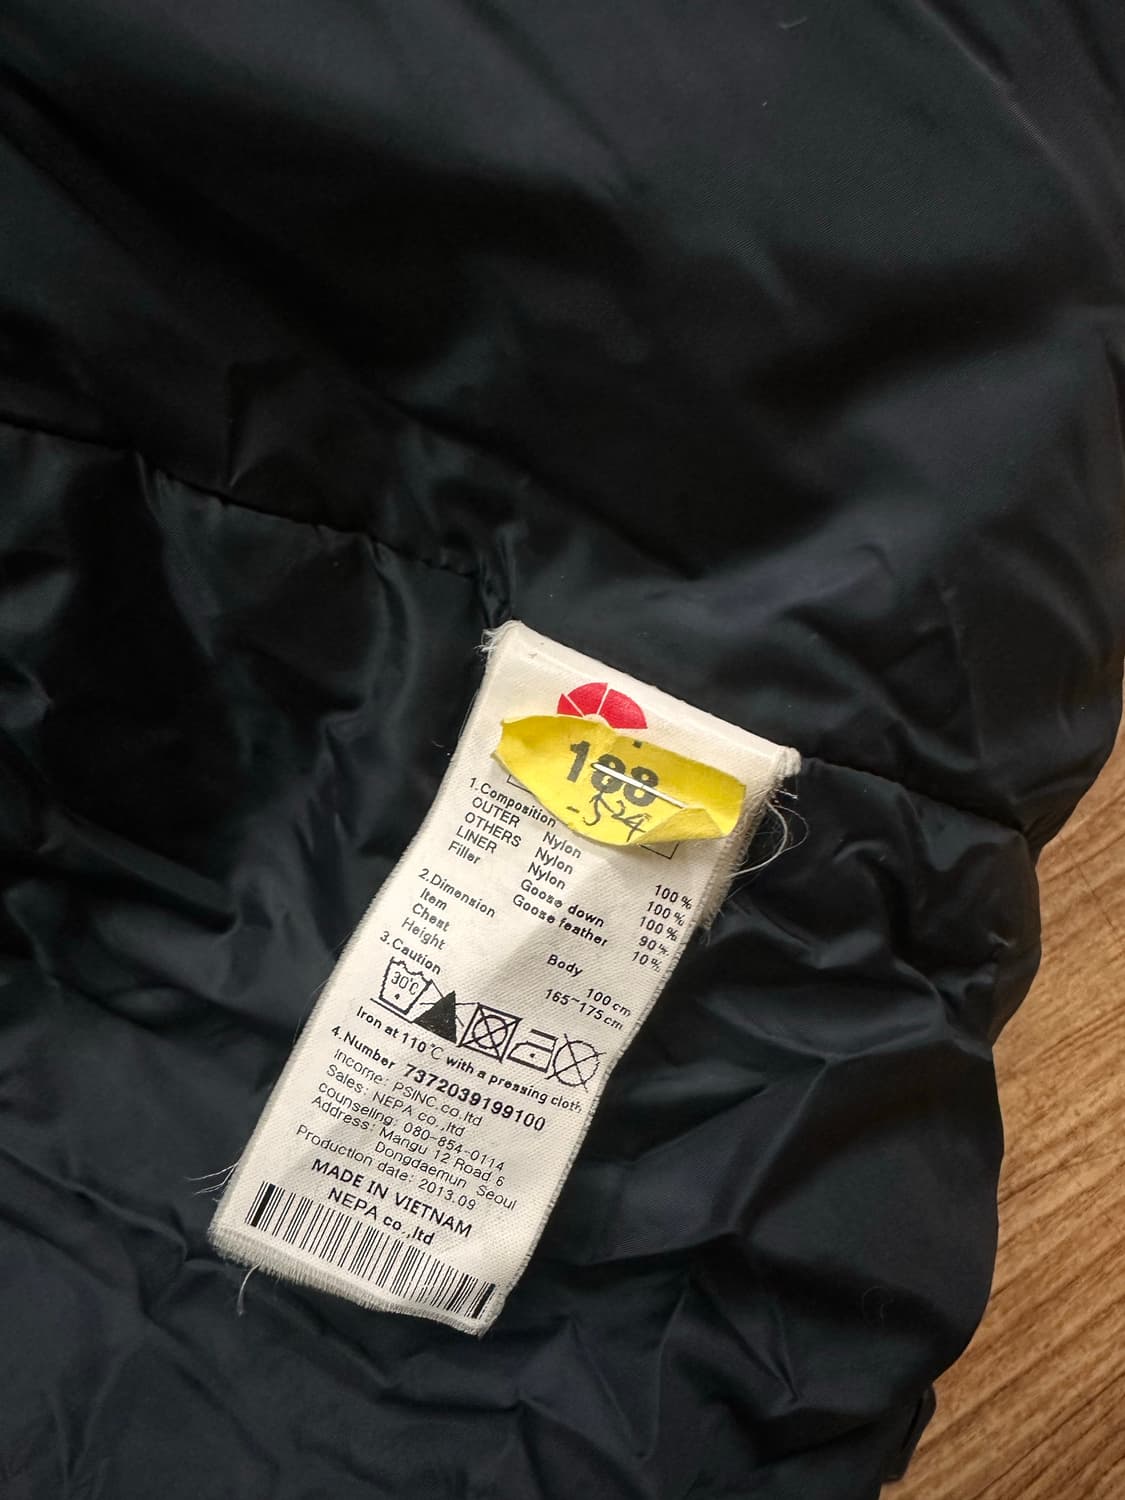 188
-5 24
1.Composition
OUTER Nylon 100%
OTHERS Nylon 100%
LINER Nylon 100%
Filler Goose down 90%
Goose feather 10%
2.Dimension
Item Body
Chest 100cm
Height 165~175cm
3.Caution
30℃
Iron at 110℃ with a pressing cloth
4.Number 7372039199100
Income: PSINC.co.ltd
Sales: NEPA co.,ltd
counseling: 080-854-0114
Address: Mangu 12 Road 6
Dongdaemun Seoul
Production date: 2013.09
MADE IN VIETNAM
NEPA co.,ltd